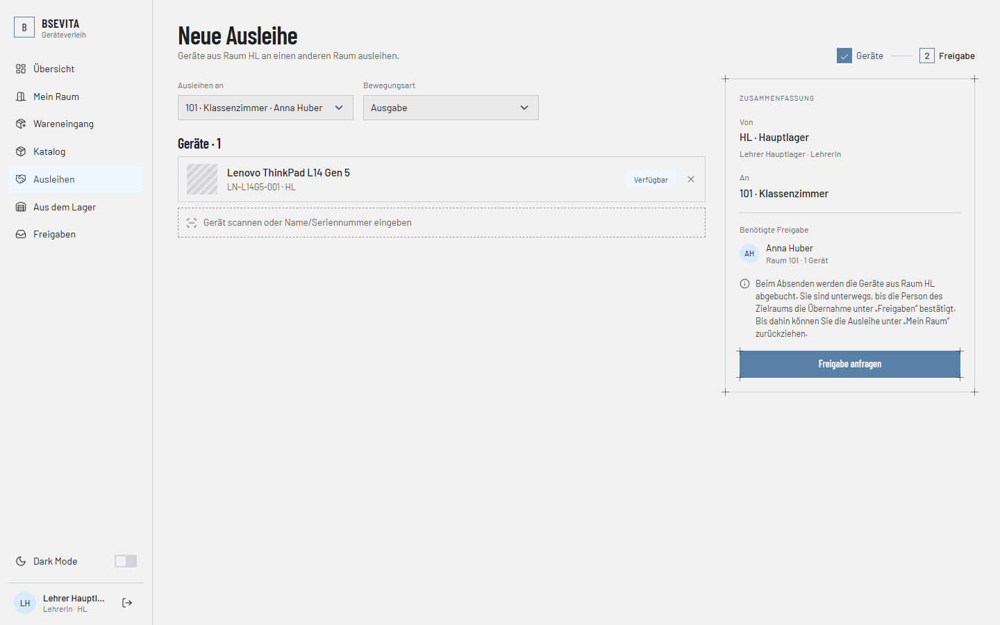 B
BSEVITA
Geräteverleih
Übersicht
Mein Raum
Wareneingang
Katalog
Ausleihen
Aus dem Lager
Freigaben
Dark Mode
LH
Lehrer Hauptl...
LehrerIn · HL
Neue Ausleihe
Geräte aus Raum HL an einen anderen Raum ausleihen.
Geräte
2
Freigabe
Ausleihen an
101 · Klassenzimmer · Anna Huber
Bewegungsart
Ausgabe
Geräte · 1
Lenovo ThinkPad L14 Gen 5
LN-L14G5-001 · HL
Verfügbar
Gerät scannen oder Name/Seriennummer eingeben
ZUSAMMENFASSUNG
Von
HL · Hauptlager
Lehrer Hauptlager · LehrerIn
An
101 · Klassenzimmer
Benötigte Freigabe
AH
Anna Huber
Raum 101 · 1 Gerät
Beim Absenden werden die Geräte aus Raum HL
abgebucht. Sie sind unterwegs, bis die Person des
Zielraums die Übernahme unter „Freigaben“ bestätigt.
Bis dahin können Sie die Ausleihe unter „Mein Raum“
zurückziehen.
Freigabe anfragen